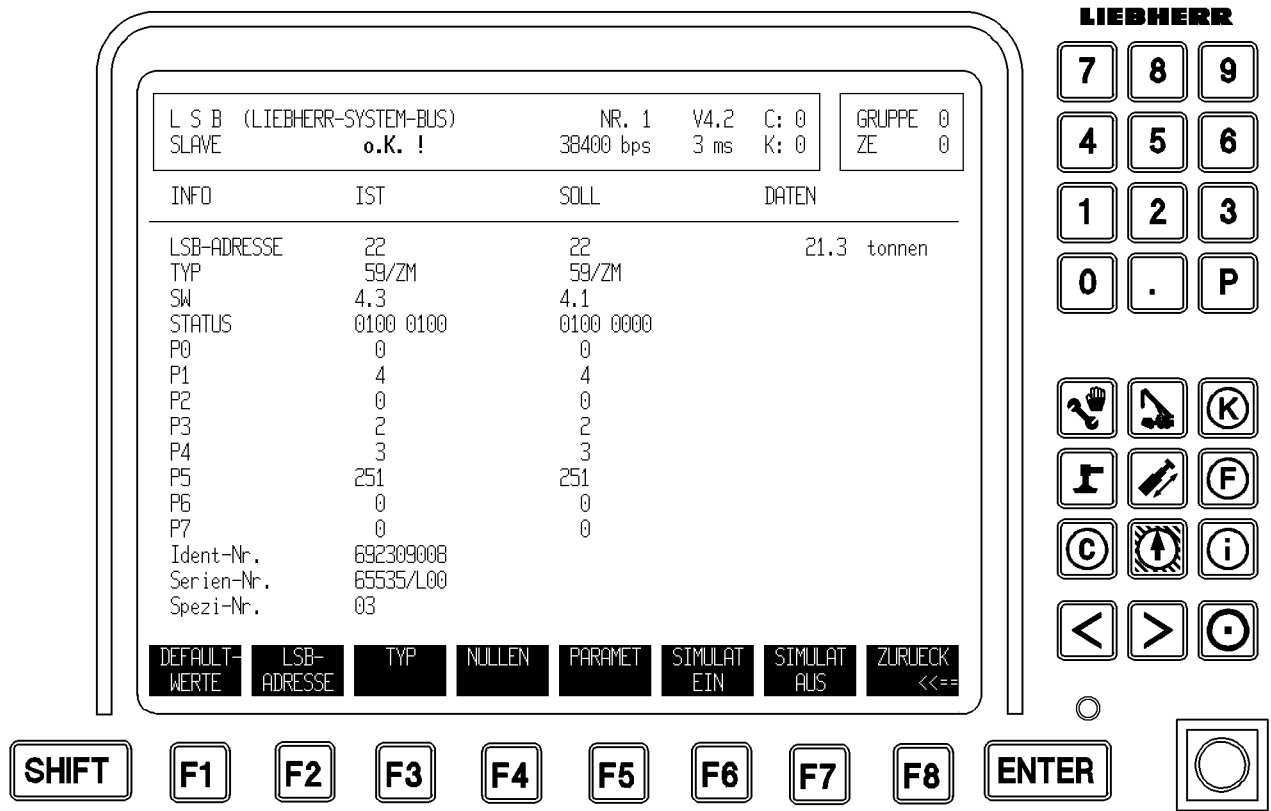 LIEBHERR
L S B (LIEBHERR-SYSTEM-BUS) NR. 1 V4.2 C: 0 GRUPPE 0
SLAVE o.K. ! 38400 bps 3 ms K: 0 ZE 0
INFO IST SOLL DATEN
LSB-ADRESSE 22 22 21.3 tonnen
TYP 59/ZM 59/ZM
SW 4.3 4.1
STATUS 0100 0100 0100 0000
P0 0 0
P1 4 4
P2 0 0
P3 2 2
P4 3 3
P5 251 251
P6 0 0
P7 0 0
Ident-Nr. 692309008
Serien-Nr. 65535/L00
Spezi-Nr. 03
DEFAULT- LSB- TYP NULLEN PARAMET SIMULAT SIMULAT ZURUECK
WERTE ADRESSE EIN AUS <<==
7 8 9
4 5 6
1 2 3
0 . P
K
F
C i
< >
SHIFT F1 F2 F3 F4 F5 F6 F7 F8 ENTER